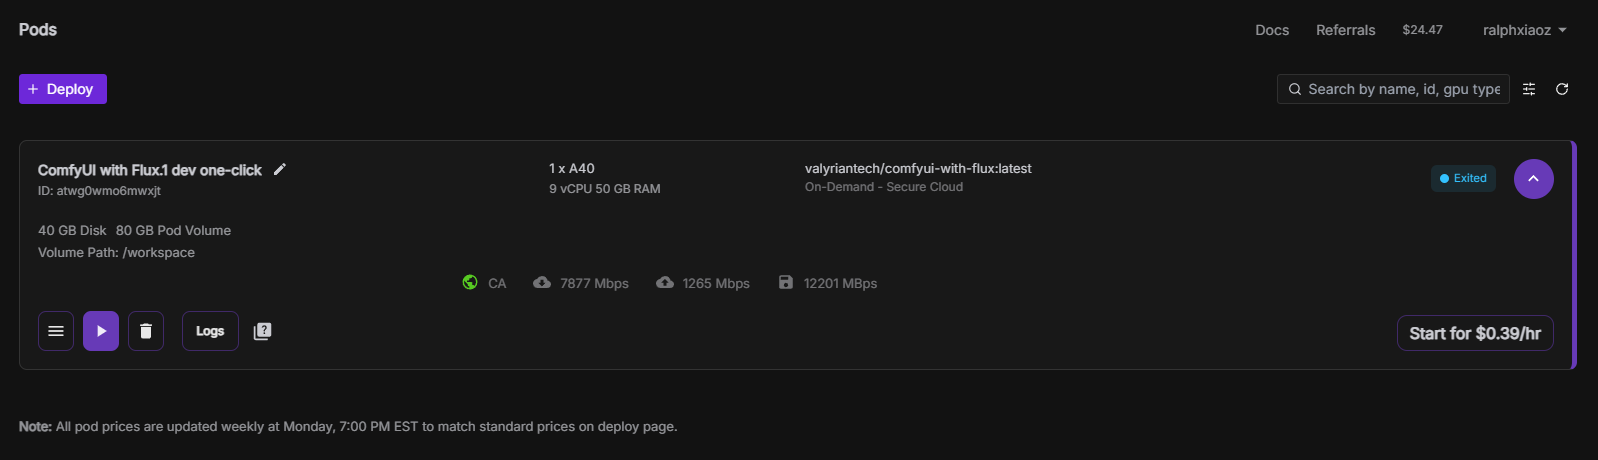 Pods
Docs Referrals $24.47 ralphxiaoz
+ Deploy
Search by name, id, gpu type
ComfyUI with Flux.1 dev one-click
ID: atwg0wmo6mwxjt
1 x A40
9 vCPU 50 GB RAM
valyriantech/comfyui-with-flux:latest
On-Demand - Secure Cloud
Exited
40 GB Disk 80 GB Pod Volume
Volume Path: /workspace
CA 7877 Mbps 1265 Mbps 12201 MBps
Logs
Start for $0.39/hr
Note: All pod prices are updated weekly at Monday, 7:00 PM EST to match standard prices on deploy page.